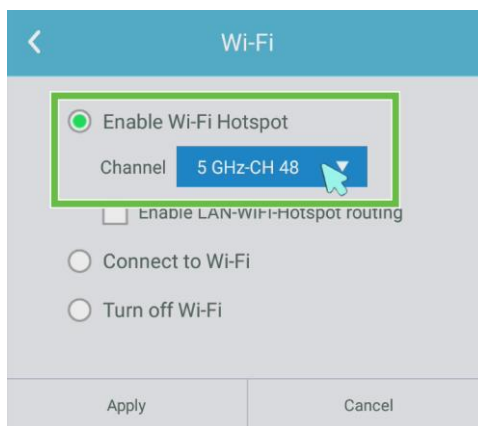 Wi-Fi
Enable Wi-Fi Hotspot
Channel 5 GHz-CH 48
Enable LAN-WiFi-Hotspot routing
Connect to Wi-Fi
Turn off Wi-Fi
Apply Cancel